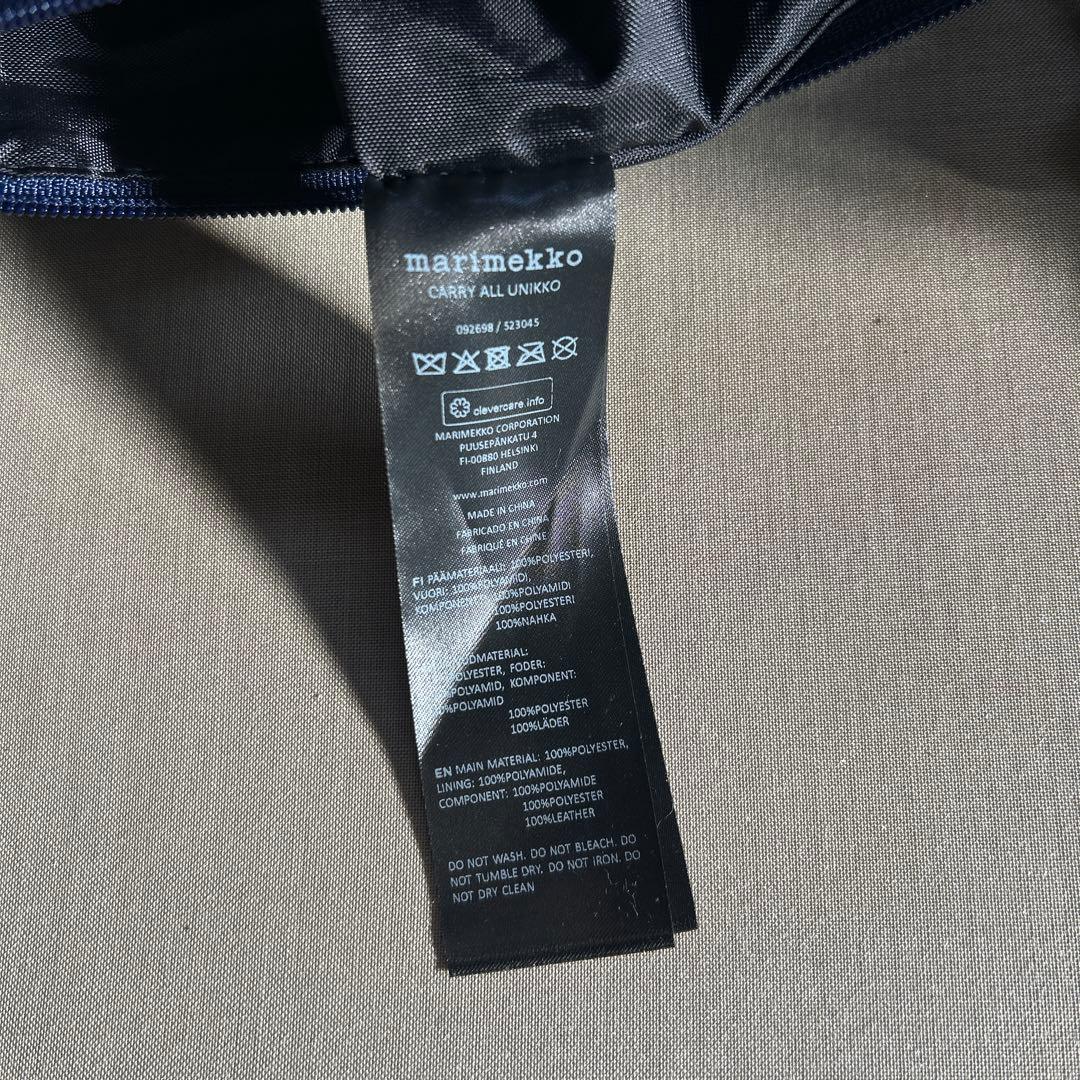 marimekko
CARRY ALL UNIKKO
092698 / 523045
clevercare.info
MARIMEKKO CORPORATION
PUUSEPÄNKATU 4
FI-00880 HELSINKI
FINLAND
www.marimekko.com
MADE IN CHINA
FABRICADO EN CHINA
FABRIQUÉ EN CHINE
FI PÄÄMATERIAALI: 100%POLYESTERI,
VUORI: 100%POLYAMIDI,
100%POLYAMIDI
100%POLYESTERI
100%NAHKA
FODER:
POLYAMID, KOMPONENT:
%POLYAMID
100%POLYESTER
100%LÄDER
EN MAIN MATERIAL: 100%POLYESTER,
LINING: 100%POLYAMIDE,
COMPONENT: 100%POLYAMIDE
100%POLYESTER
100%LEATHER
DO NOT WASH. DO NOT BLEACH. DO
NOT TUMBLE DRY. DO NOT IRON. DO
NOT DRY CLEAN